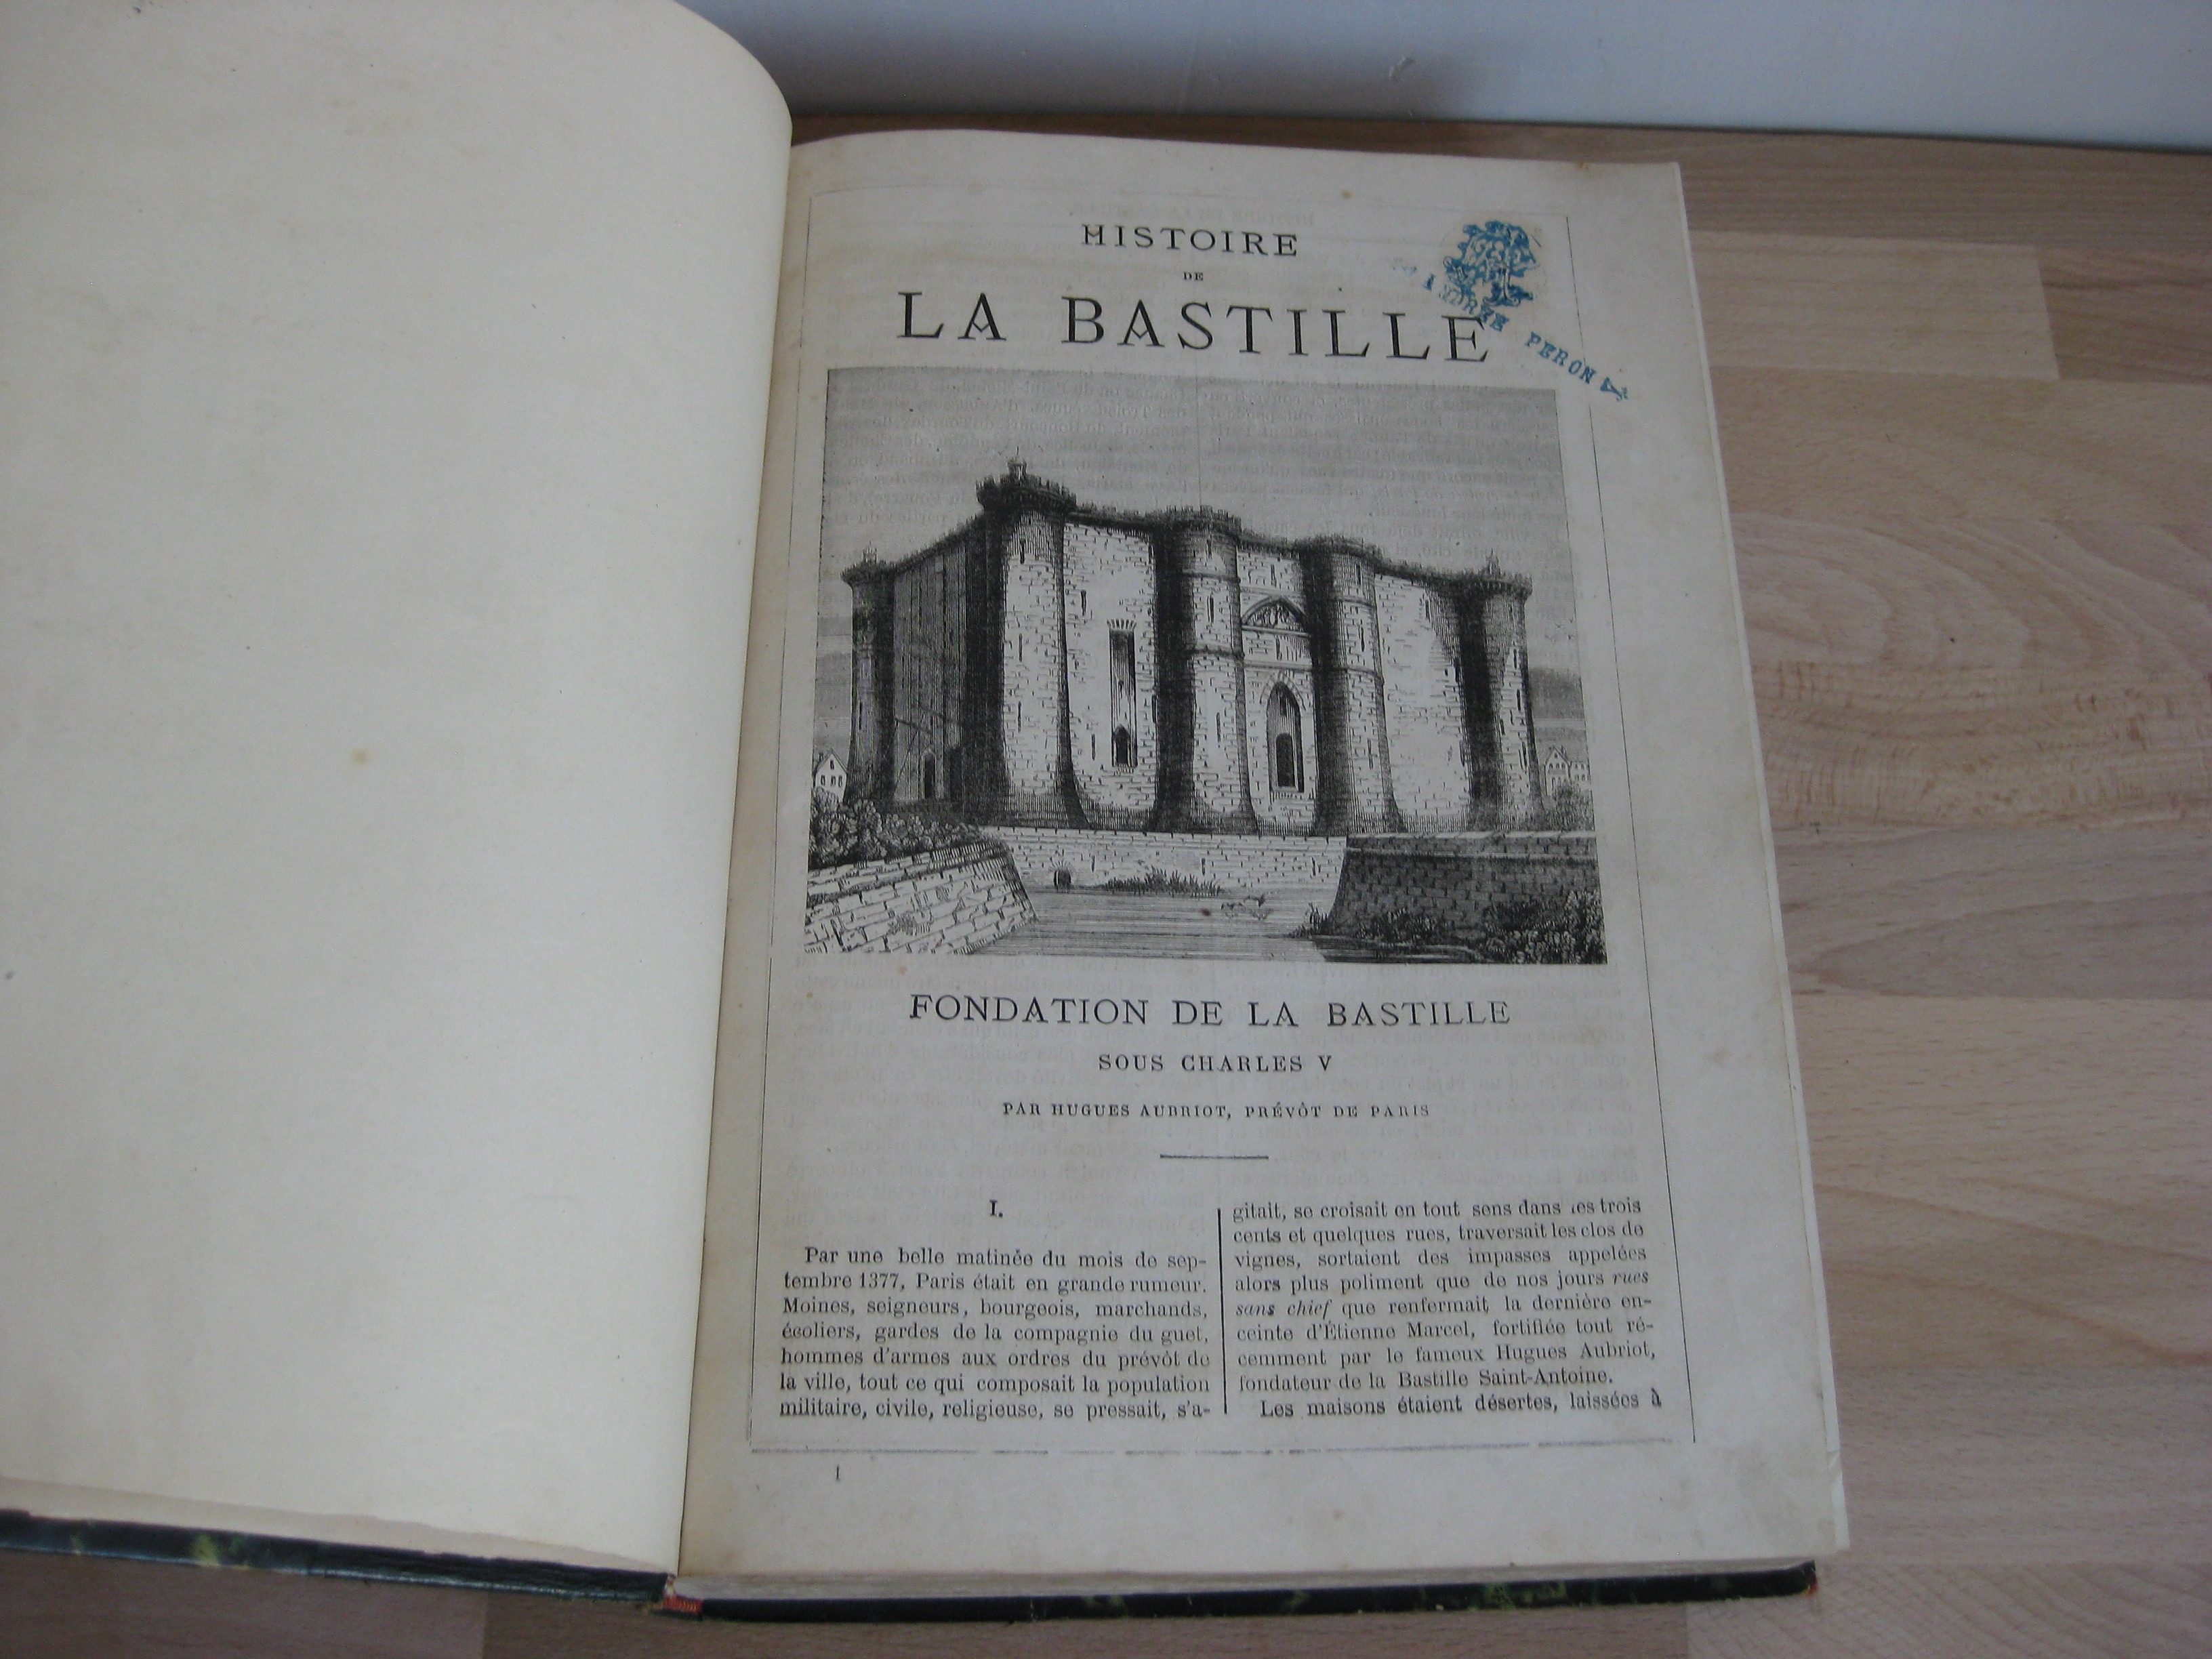 HISTOIRE
DE
LA BASTILLE
ANDRÉE PERON
FONDATION DE LA BASTILLE
SOUS CHARLES V
PAR HUGUES AUBRIOT, PRÉVÔT DE PARIS
I.
Par une belle matinée du mois de sep-
tembre 1377, Paris était en grande rumeur.
Moines, seigneurs, bourgeois, marchands,
écoliers, gardes de la compagnie du guet,
hommes d'armes aux ordres du prévôt de
la ville, tout ce qui composait la population
militaire, civile, religieuse, se pressait, s'a-
gitait, se croisait en tout sens dans les trois
cents et quelques rues, traversait les clos de
vignes, sortaient des impasses appelées
alors plus poliment que de nos jours rues
sans chief que renfermait la dernière en-
ceinte d'Étienne Marcel, fortifiée tout ré-
cemment par le fameux Hugues Aubriot,
fondateur de la Bastille Saint-Antoine.
Les maisons étaient désertes, laissées à
1